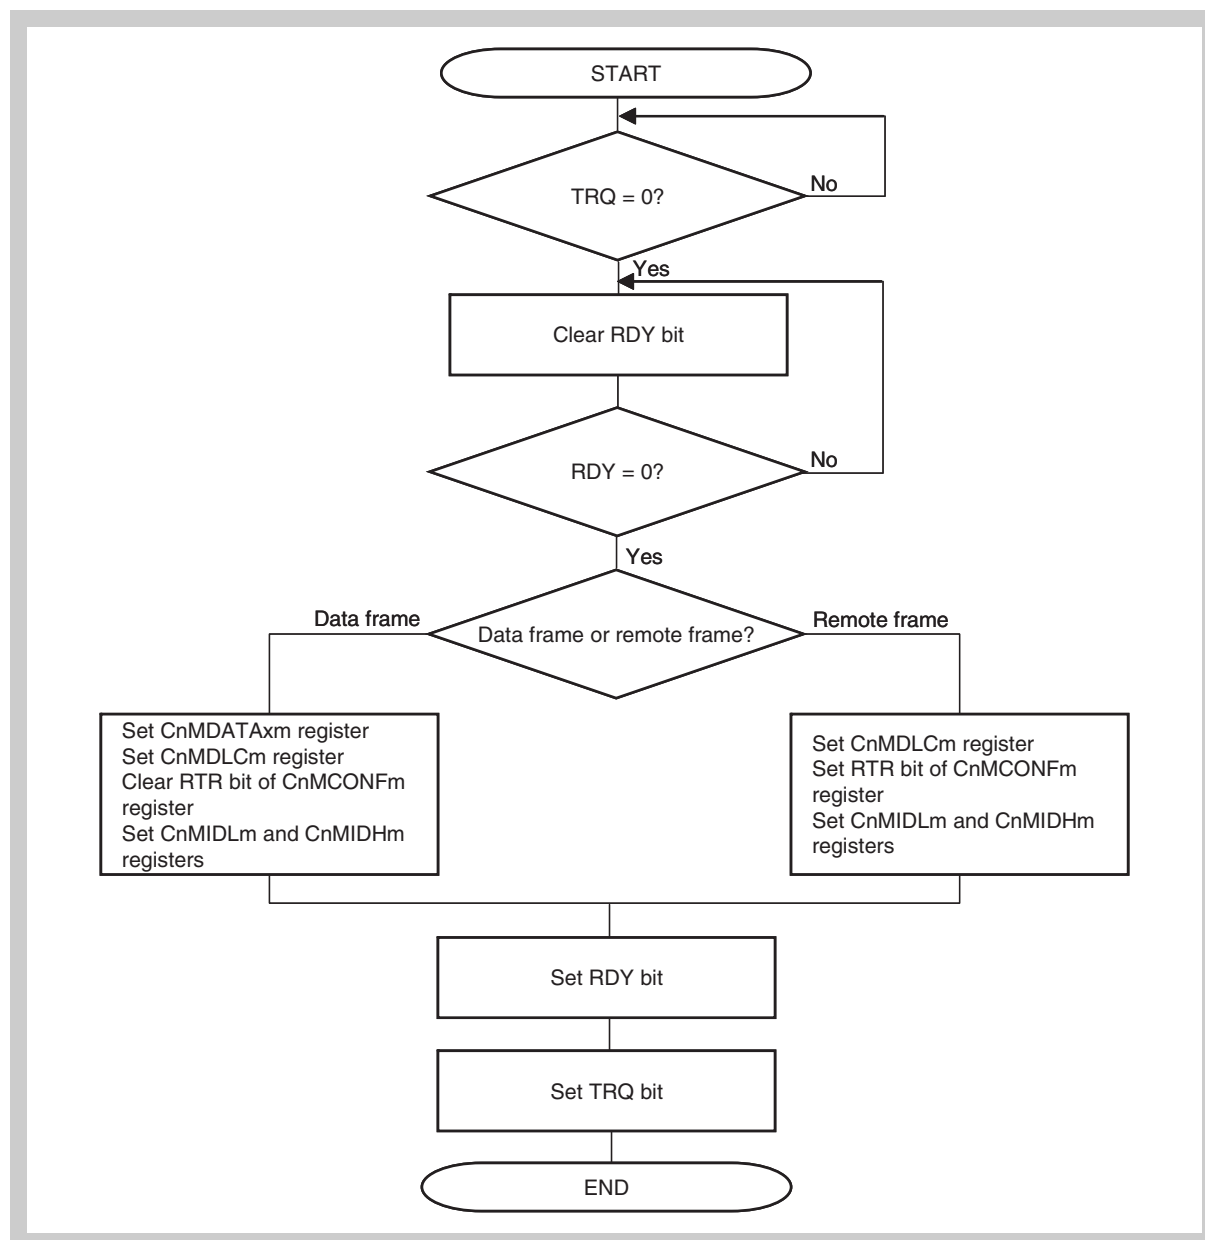 START
TRQ = 0?
No
Yes
Clear RDY bit
RDY = 0?
No
Yes
Data frame
Data frame or remote frame?
Remote frame
Set CnMDATAxm register
Set CnMDLCm register
Clear RTR bit of CnMCONFm
register
Set CnMIDLm and CnMIDHm
registers
Set CnMDLCm register
Set RTR bit of CnMCONFm
register
Set CnMIDLm and CnMIDHm
registers
Set RDY bit
Set TRQ bit
END